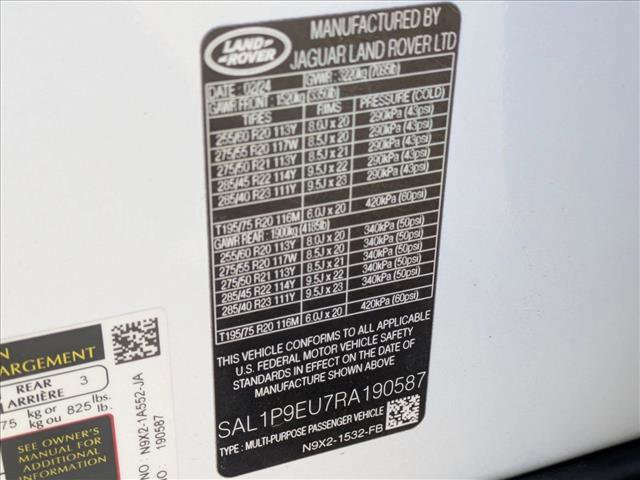 LAND ROVER
MANUFACTURED BY
JAGUAR LAND ROVER LTD
DATE : 02/24 GVWR: 3220kg (7099lb)
GAWR FRONT : 1520kg (3350lb)
TIRES RIMS PRESSURE (COLD)
255/60 R20 113Y 8.0J x 20 290kPa (43psi)
275/55 R20 117W 8.5J x 20 290kPa (43psi)
275/50 R21 113Y 8.5J x 21 290kPa (43psi)
285/45 R22 114Y 9.5J x 22 290kPa (43psi)
285/40 R23 111Y 9.5J x 23 290kPa (43psi)
T195/75 R20 116M 6.0J x 20 420kPa (60psi)
GAWR REAR : 1900kg (4185lb)
255/60 R20 113Y 8.0J x 20 340kPa (50psi)
275/55 R20 117W 8.5J x 20 340kPa (50psi)
275/50 R21 113Y 8.5J x 21 340kPa (50psi)
285/45 R22 114Y 9.5J x 22 340kPa (50psi)
285/40 R23 111Y 9.5J x 23 340kPa (50psi)
T195/75 R20 116M 6.0J x 20 420kPa (60psi)
THIS VEHICLE CONFORMS TO ALL APPLICABLE
U.S. FEDERAL MOTOR VEHICLE SAFETY
STANDARDS IN EFFECT ON THE DATE OF
MANUFACTURE SHOWN ABOVE.
SAL1P9EU7RA190587
TYPE: MULTI-PURPOSE PASSENGER VEHICLE
N9X2-1532-FB
REAR 3
ARRIÈRE
75 kg or 825 lbs.
kg ou lb.
SEE OWNER'S
MANUAL FOR
ADDITIONAL
INFORMATION
N9X2-1A552-JA
190587